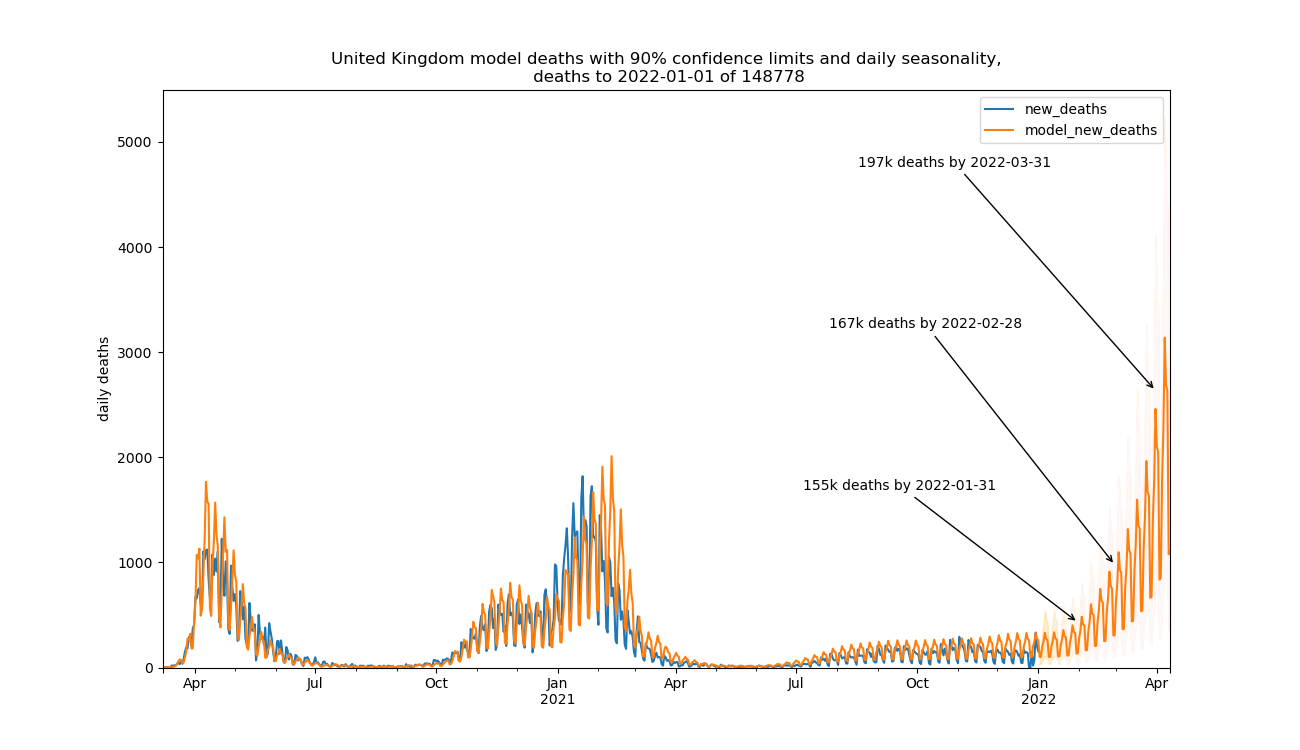 United Kingdom model deaths with 90% confidence limits and daily seasonality,
deaths to 2022-01-01 of 148778
new_deaths
model_new_deaths
197k deaths by 2022-03-31
167k deaths by 2022-02-28
155k deaths by 2022-01-31
daily deaths
5000
4000
3000
2000
1000
0
Apr Jul Oct Jan Apr Jul Oct Jan Apr
2021 2022